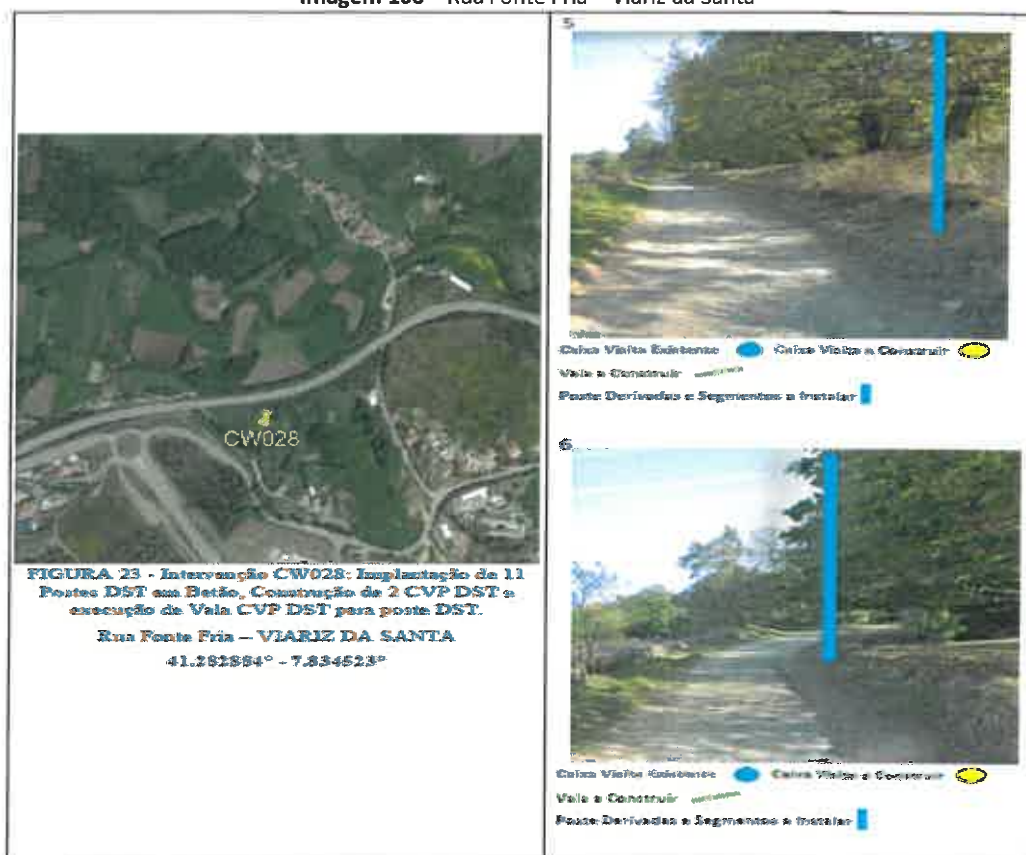 Rua Fonte Fria – Viariz da Santa
CW028
FIGURA 23 - Intervenção CW028: Implantação de 11
Postes DST em Betão, Construção de 2 CVP DST e
execução de Vala CVP DST para poste DST.
Rua Fonte Fria – VIARIZ DA SANTA
41.282884° - 7.834523°
5
Caixa Visita Existente Caixa Visita a Construir
Vala a Construir
Poste Derivadas e Segmentos a Instalar
6
Caixa Visita Existente Caixa Visita a Construir
Vala a Construir
Poste Derivadas e Segmentos a Instalar